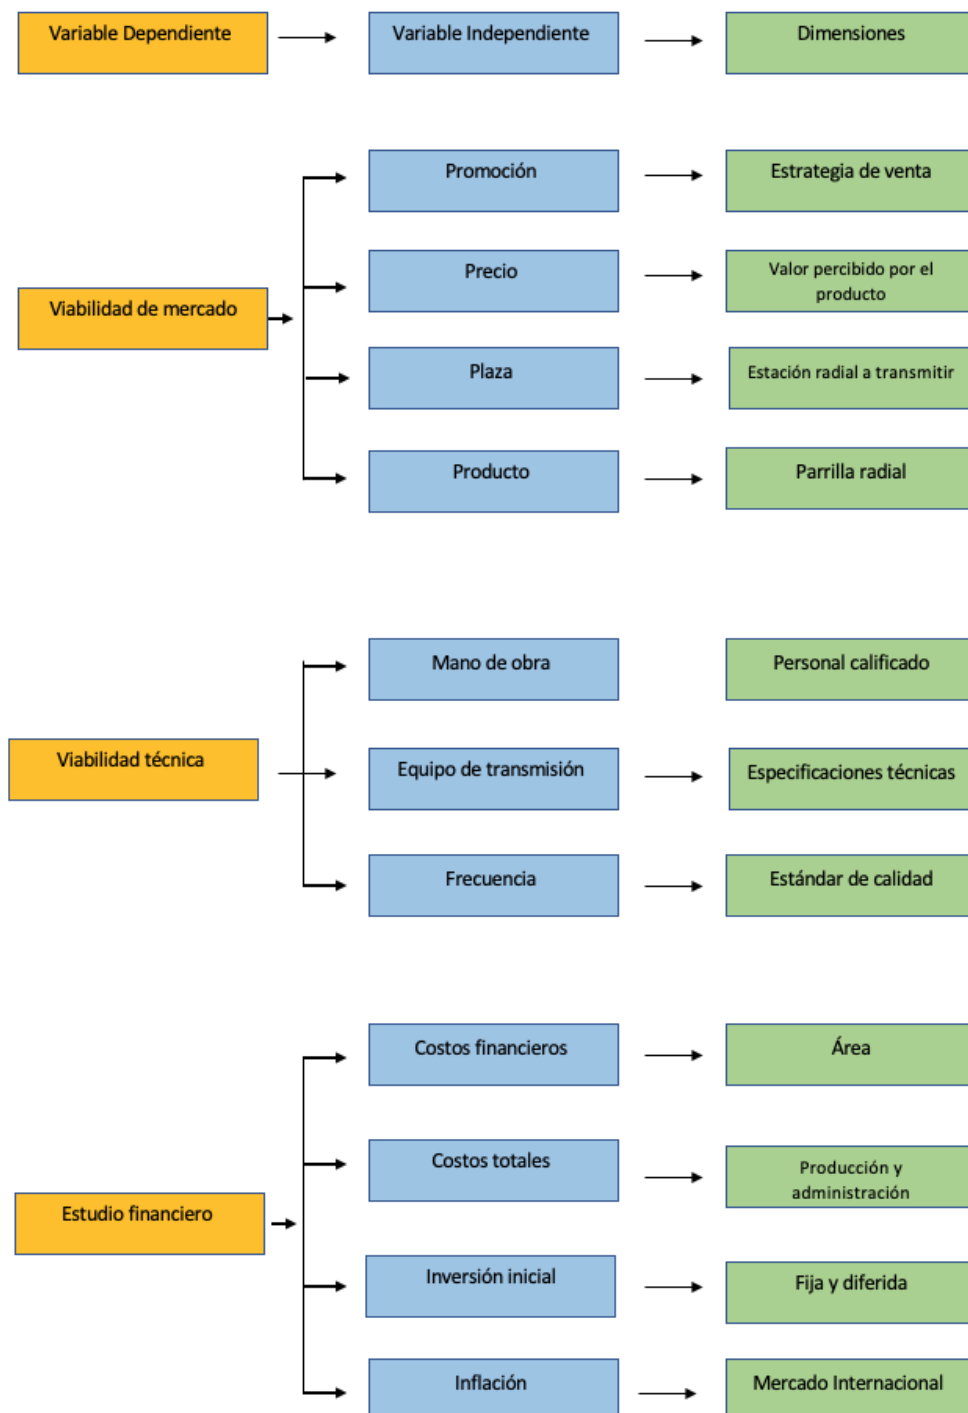 Variable Dependiente
Variable Independiente
Dimensiones
Promoción
Estrategia de venta
Precio
Valor percibido por el
producto
Viabilidad de mercado
Plaza
Estación radial a transmitir
Producto
Parrilla radial
Mano de obra
Personal calificado
Viabilidad técnica
Equipo de transmisión
Especificaciones técnicas
Frecuencia
Estándar de calidad
Costos financieros
Área
Costos totales
Producción y
administración
Estudio financiero
Inversión inicial
Fija y diferida
Inflación
Mercado Internacional